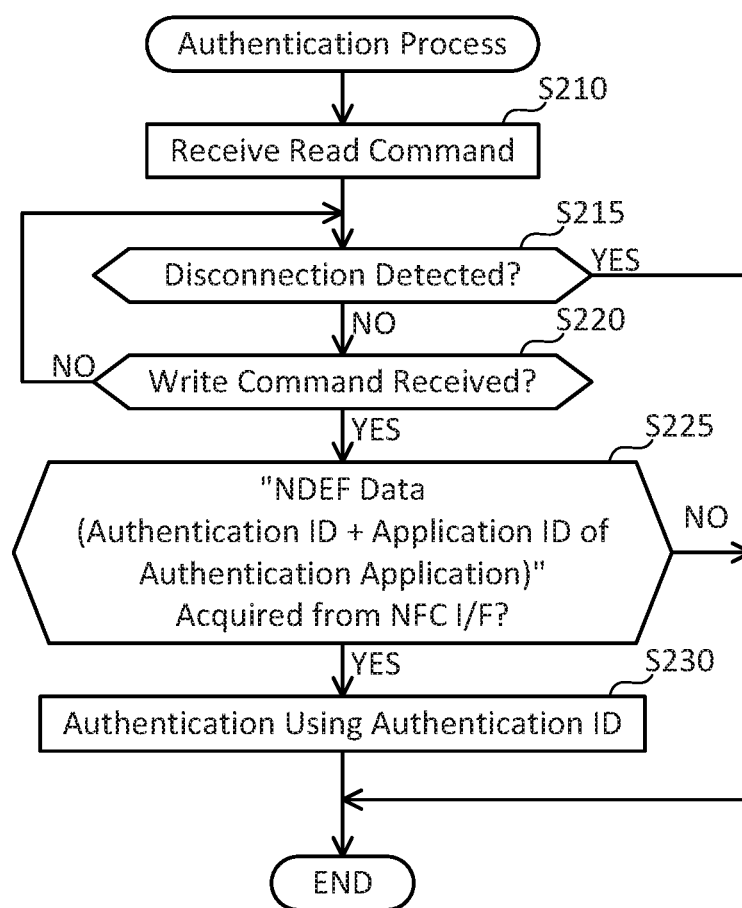 Authentication Process
S210
Receive Read Command
S215
Disconnection Detected?
YES
NO
S220
NO
Write Command Received?
YES
S225
"NDEF Data
(Authentication ID + Application ID of
Authentication Application)"
Acquired from NFC I/F?
NO
YES
S230
Authentication Using Authentication ID
END